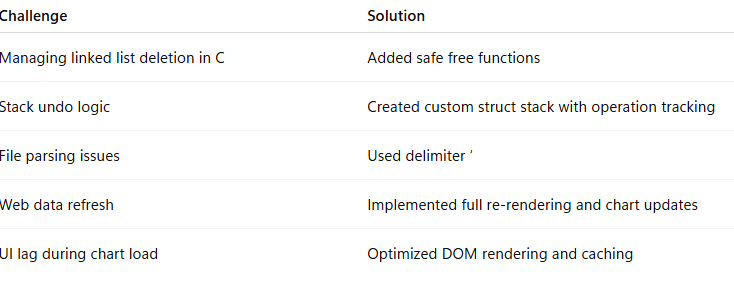 Challenge Solution
Managing linked list deletion in C Added safe free functions
Stack undo logic Created custom struct stack with operation tracking
File parsing issues Used delimiter '
Web data refresh Implemented full re-rendering and chart updates
UI lag during chart load Optimized DOM rendering and caching